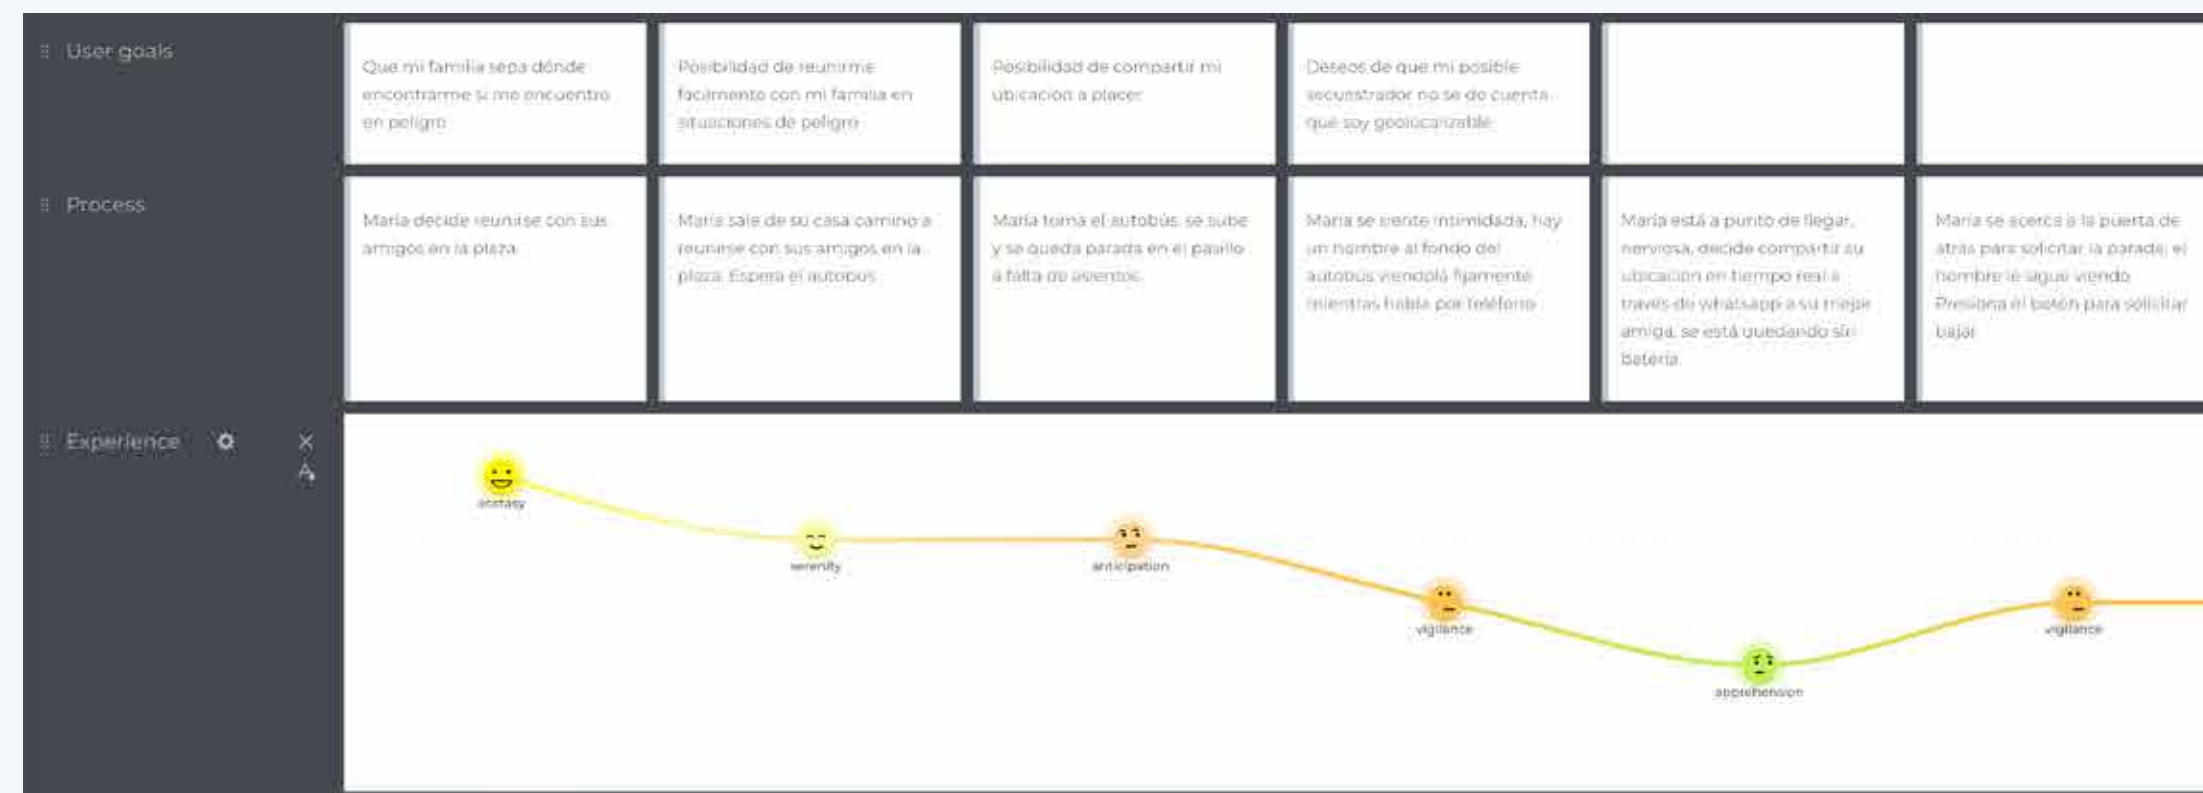 User goals
Que mi familia sepa dónde
encontrarme si me encuentro
en peligro
Posibilidad de reunirme
facilmente con mi familia en
situaciones de peligro
Posibilidad de compartir mi
ubicación a placer
Deseos de que mi posible
secuestrador no se de cuenta
que soy geolocalizable
Process
María decide reunirse con sus
amigos en la plaza.
María sale de su casa camino a
reunirse con sus amigos en la
plaza. Espera el autobus
María toma el autobús, se sube
y se queda parada en el pasillo
a falta de asientos.
María se siente intimidada, hay
un hombre al fondo del
autobús viendola fijamente
mientras habla por teléfono
María está a punto de llegar,
nerviosa, decide compartir su
ubicación en tiempo real a
través de whatsapp a su mejor
amiga, se está quedando sin
batería.
María se acerca a la puerta de
atrás para solicitar la parada, el
hombre le sigue viendo
Presiona el botón para solicitar
bajar
Experience
ecstasy
serenity
anticipation
vigilance
apprehension
vigilance